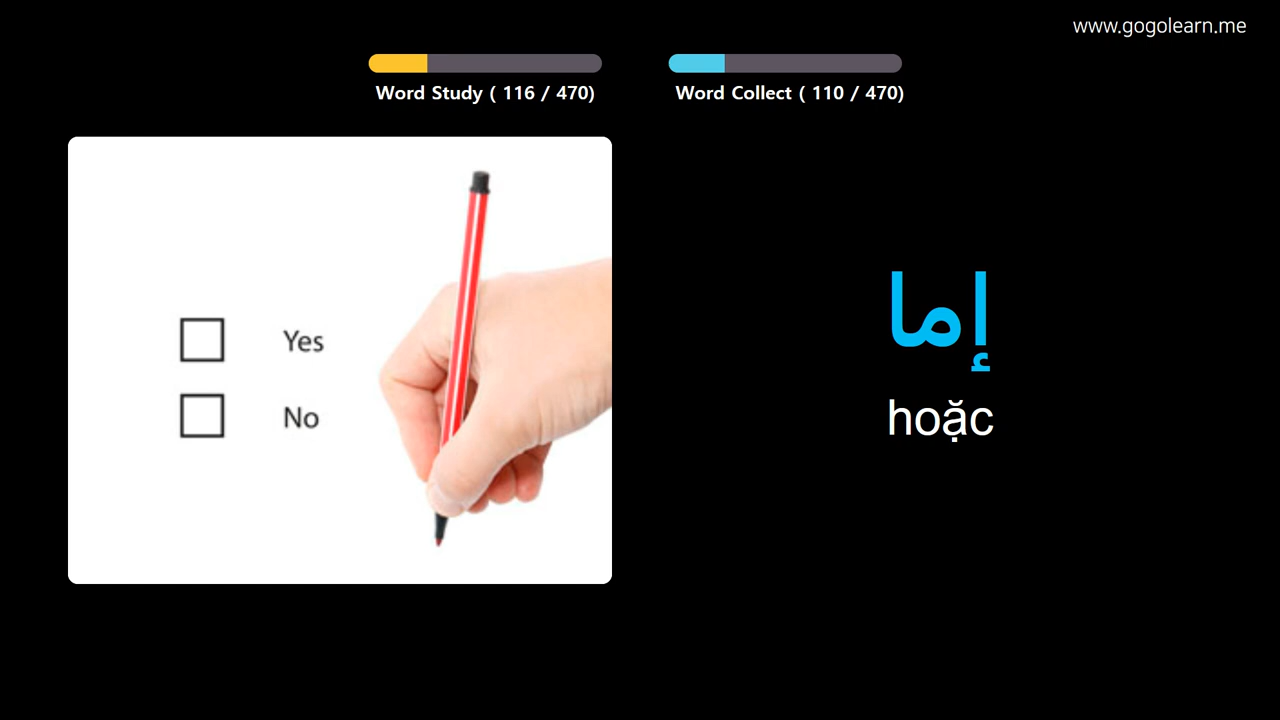 www.gogolearn.me
Word Study ( 116 / 470)
Word Collect ( 110 / 470)
Yes
No
إما
hoặc